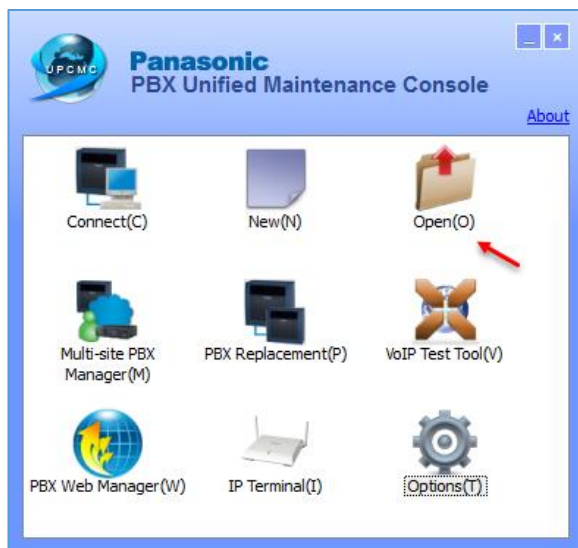 UPCMC
Panasonic
PBX Unified Maintenance Console
About
Connect(C)
New(N)
Open(O)
Multi-site PBX
Manager(M)
PBX Replacement(P)
VoIP Test Tool(V)
PBX Web Manager(W)
IP Terminal(I)
Options(T)